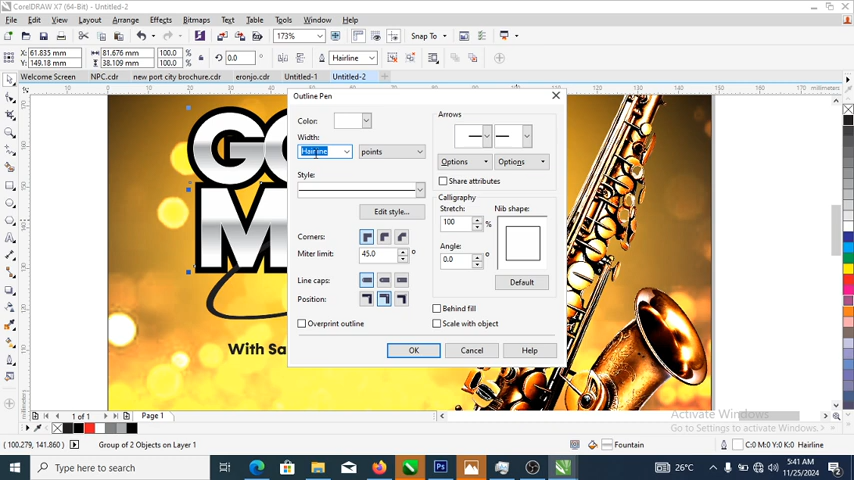 CorelDRAW X7 (64-Bit) - Untitled-2
File Edit View Layout Arrange Effects Bitmaps Text Table Tools Window Help
173% Snap To
X: 61.835 mm
Y: 149.18 mm
81.676 mm
38.109 mm
100.0
100.0
%
%
0.0
Hairline
Welcome Screen NPC.cdr new port city brochure.cdr eronjo.cdr Untitled-1 Untitled-2
millimeters
Outline Pen
Color:
Width:
Hairline points
Style:
Edit style...
Corners:
Miter limit: 45.0 °
Line caps:
Position:
Overprint outline
Arrows
Options Options
Share attributes
Calligraphy
Stretch: Nib shape:
100 %
Angle:
0.0 °
Default
Behind fill
Scale with object
OK Cancel Help
GO
M
With Sa
1 of 1 Page 1
Activate Windows
Go to Settings to activate Windows.
(100.279, 141.860) Group of 2 Objects on Layer 1 Fountain C:0 M:0 Y:0 K:0 Hairline
Type here to search
26°C
5:41 AM
11/25/2024